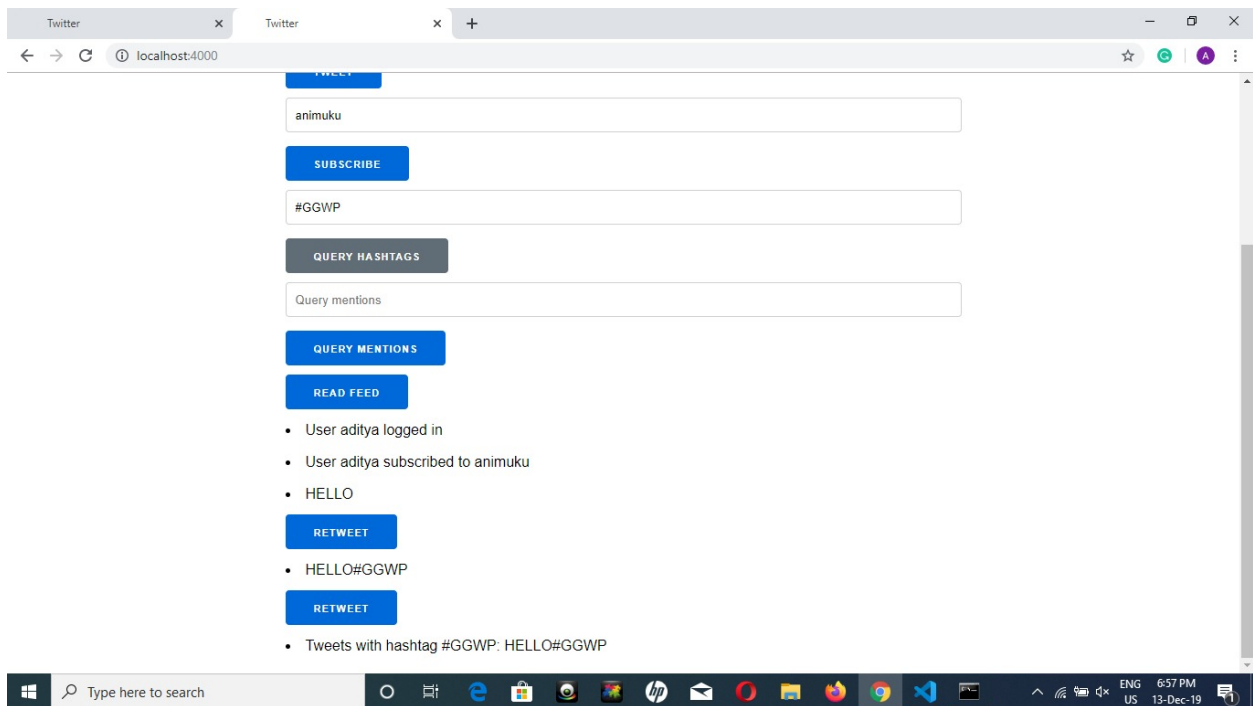 Twitter
Twitter
localhost:4000
TWEET
animuku
SUBSCRIBE
#GGWP
QUERY HASHTAGS
Query mentions
QUERY MENTIONS
READ FEED
User aditya logged in
User aditya subscribed to animuku
HELLO
RETWEET
HELLO#GGWP
RETWEET
Tweets with hashtag #GGWP: HELLO#GGWP
Type here to search
ENG 6:57 PM
US 13-Dec-19